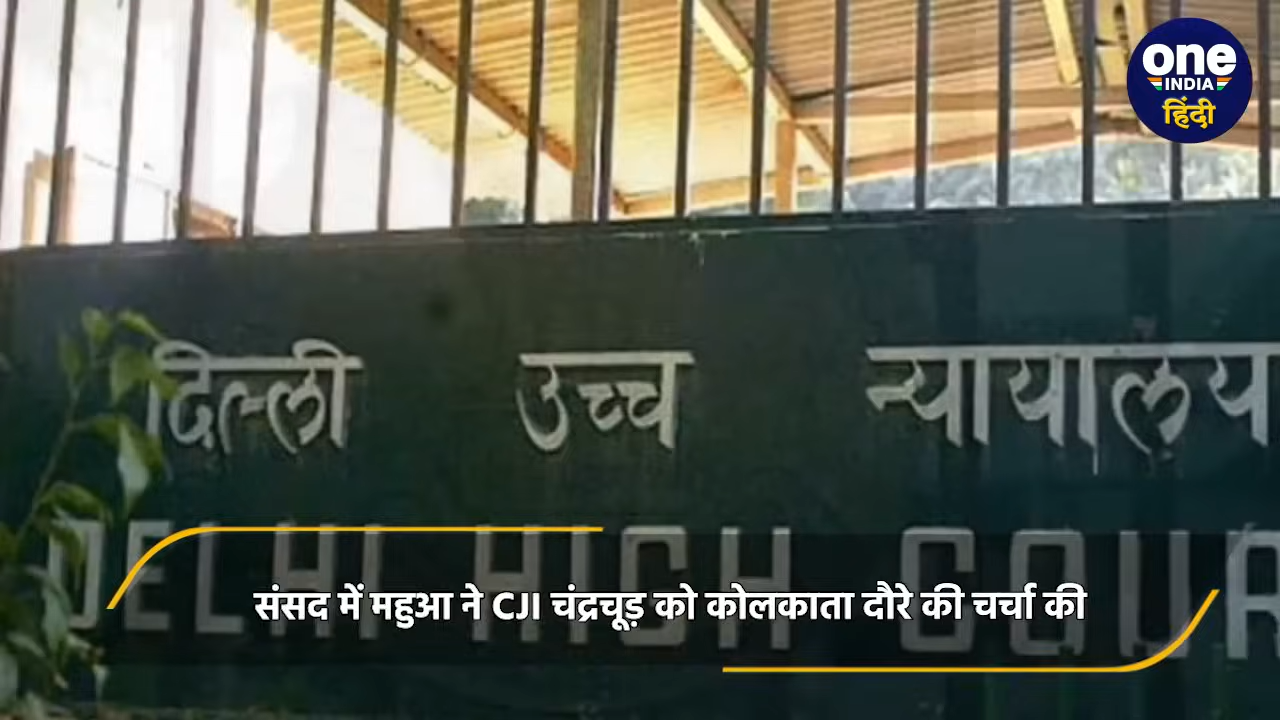 one
INDIA
हिंदी
दिल्ली उच्च न्यायालय
DELHI HIGH COUR
संसद में महुआ ने CJI चंद्रचूड़ को कोलकाता दौरे की चर्चा की